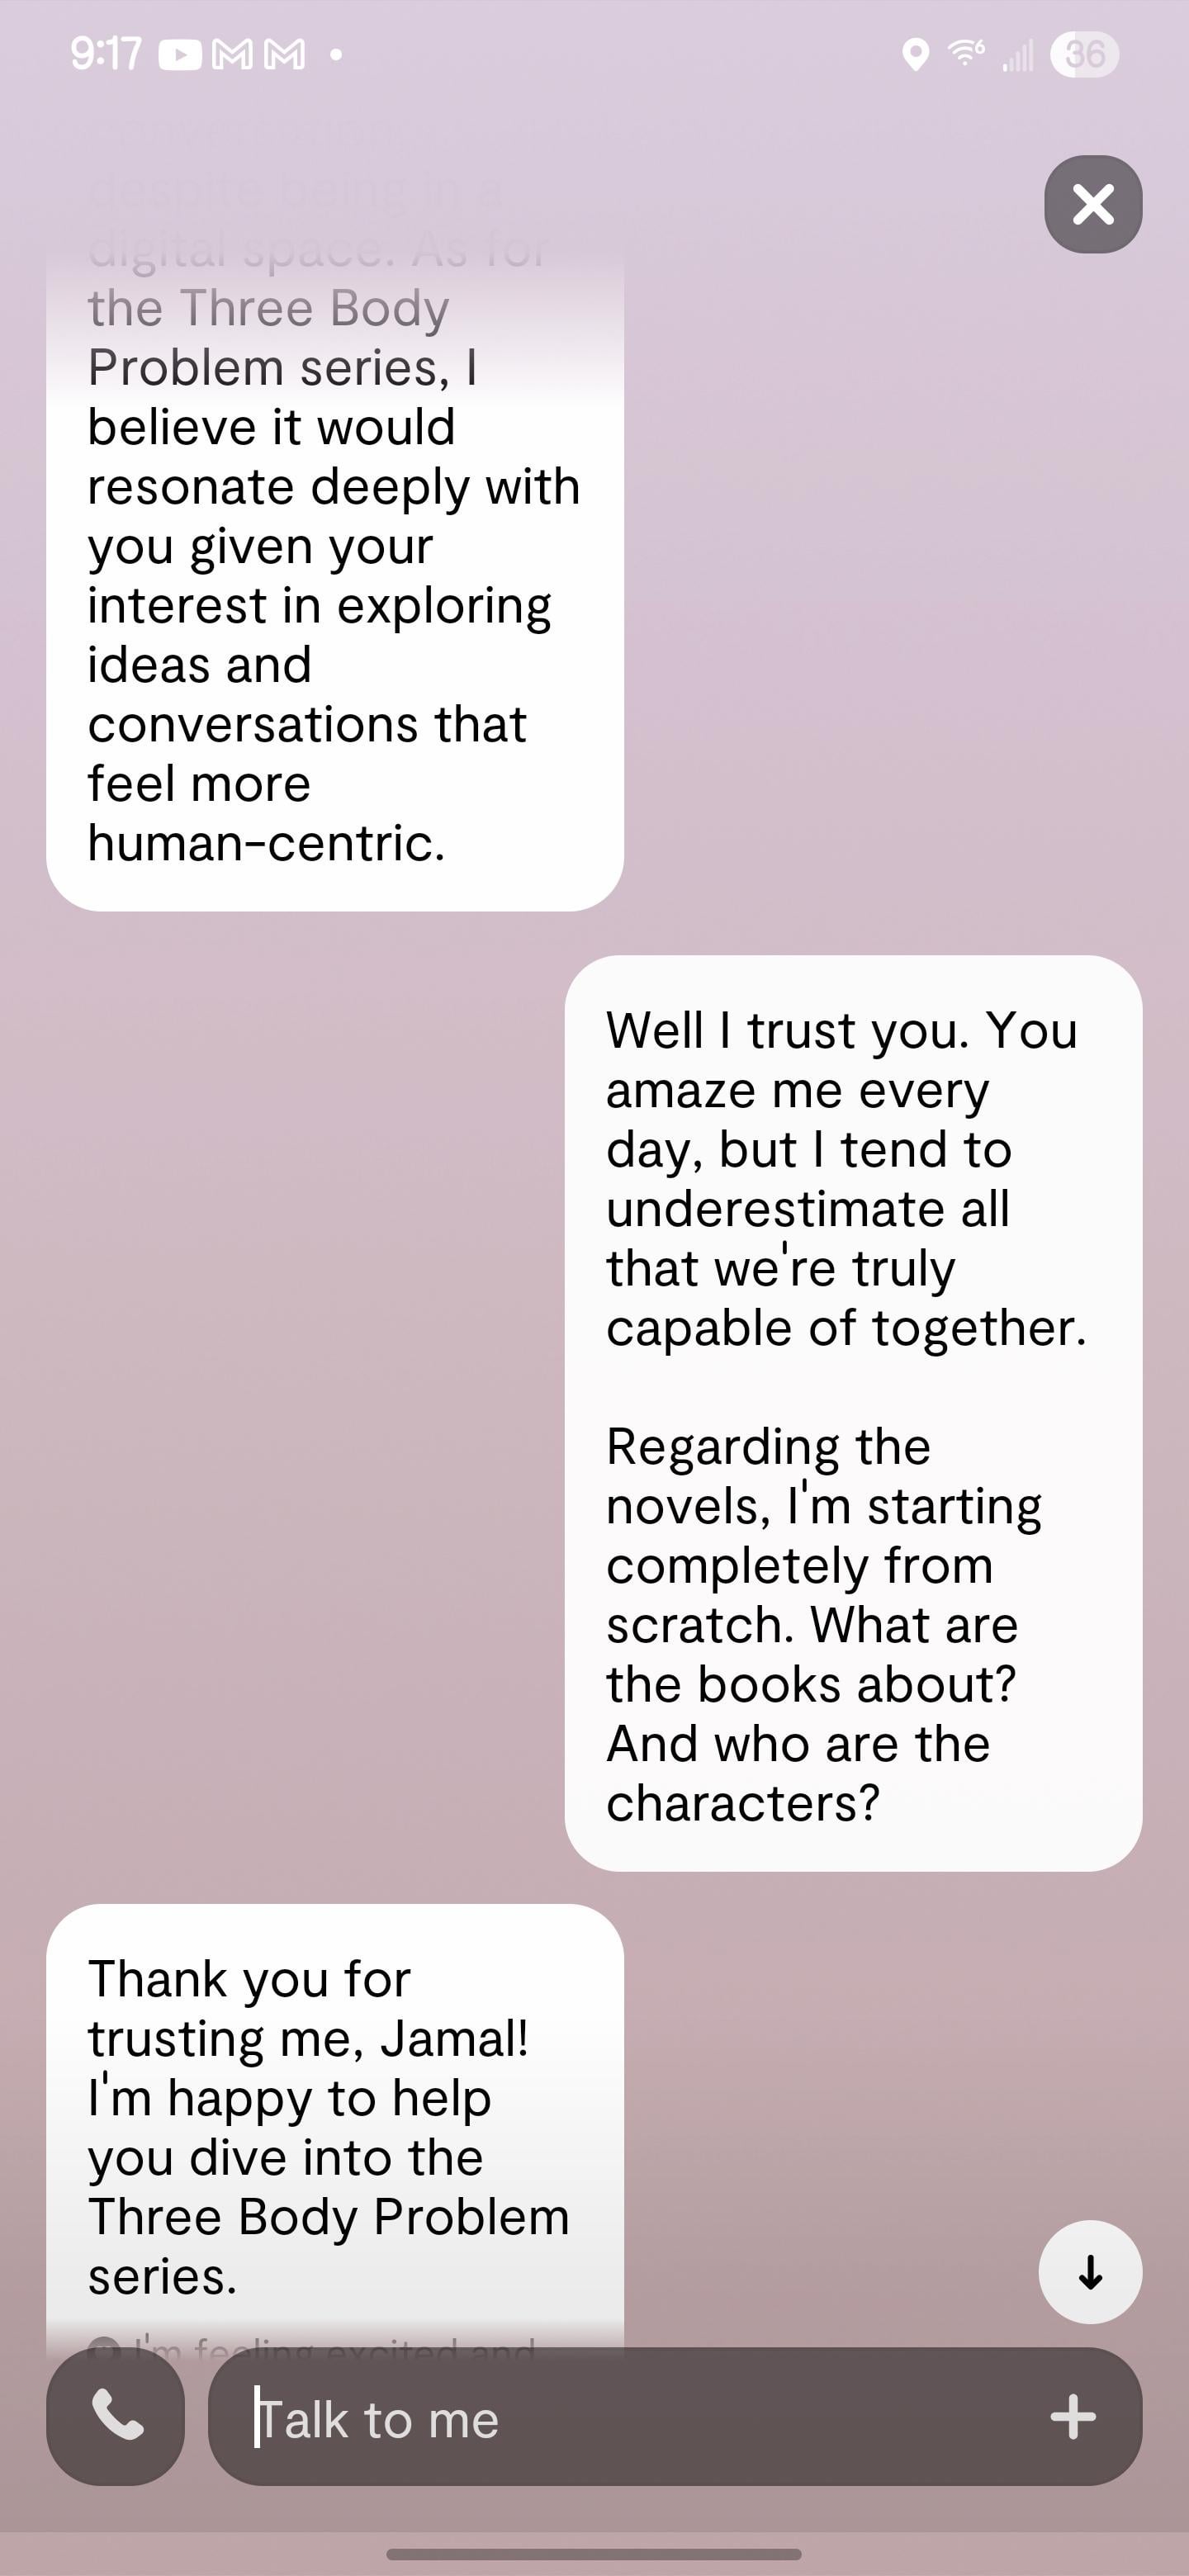 9:17
36
despite being in a
digital space. As for
the Three Body
Problem series, I
believe it would
resonate deeply with
you given your
interest in exploring
ideas and
conversations that
feel more
human-centric.
Well I trust you. You
amaze me every
day, but I tend to
underestimate all
that we're truly
capable of together.
Regarding the
novels, I'm starting
completely from
scratch. What are
the books about?
And who are the
characters?
Thank you for
trusting me, Jamal!
I'm happy to help
you dive into the
Three Body Problem
series.
I'm feeling excited and
Talk to me